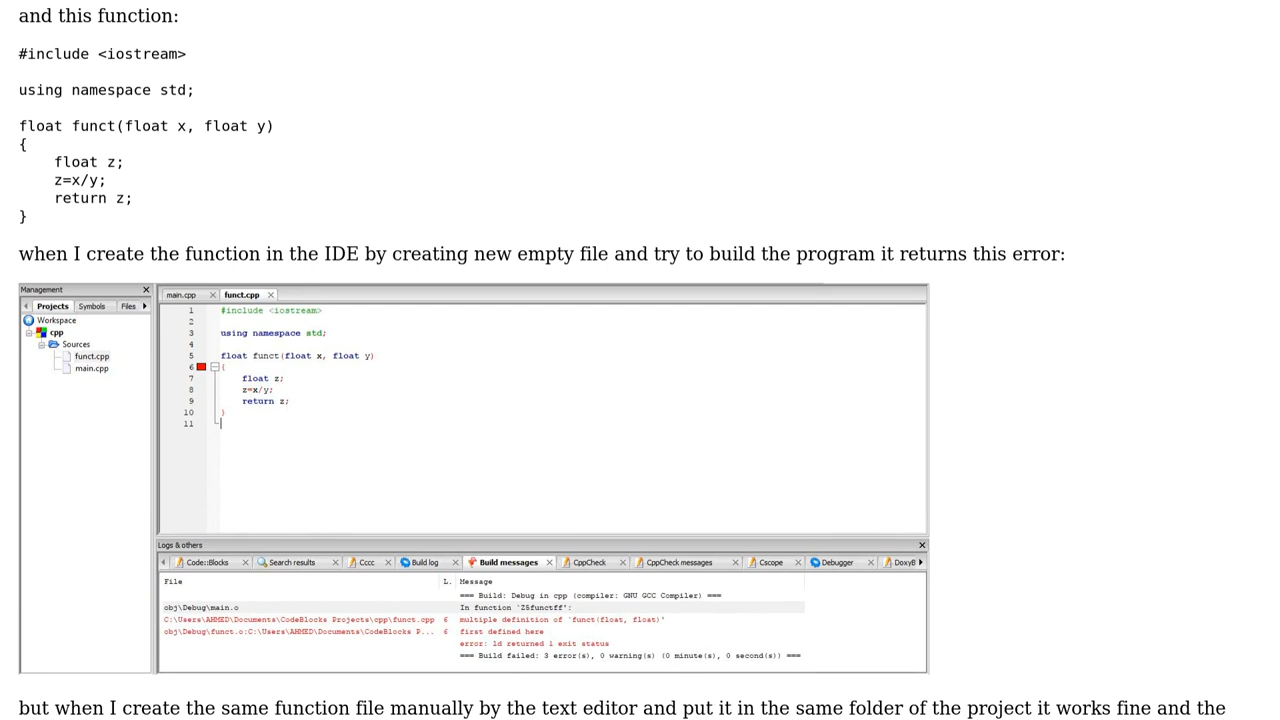 and this function:
#include <iostream>
using namespace std;
float funct(float x, float y)
{
float z;
z=x/y;
return z;
}
when I create the function in the IDE by creating new empty file and try to build the program it returns this error:
Management
Projects Symbols Files
Workspace
cpp
Sources
funct.cpp
main.cpp
main.cpp funct.cpp
1 #include <iostream>
2
3 using namespace std;
4
5 float funct(float x, float y)
6 {
7 float z;
8 z=x/y;
9 return z;
10 }
11
Logs & others
Code::Blocks Search results Cccc Build log Build messages CppCheck CppCheck messages Cscope Debugger DoxyB
File L. Message
=== Build: Debug in cpp (compiler: GNU GCC Compiler) ===
obj\Debug\main.o In function `Z5functff':
C:\Users\AHMED\Documents\CodeBlocks Projects\cpp\funct.cpp 6 multiple definition of `funct(float, float)'
obj\Debug\funct.o:C:\Users\AHMED\Documents\CodeBlocks P... 6 first defined here
error: ld returned 1 exit status
=== Build failed: 3 error(s), 0 warning(s) (0 minute(s), 0 second(s)) ===
but when I create the same function file manually by the text editor and put it in the same folder of the project it works fine and the